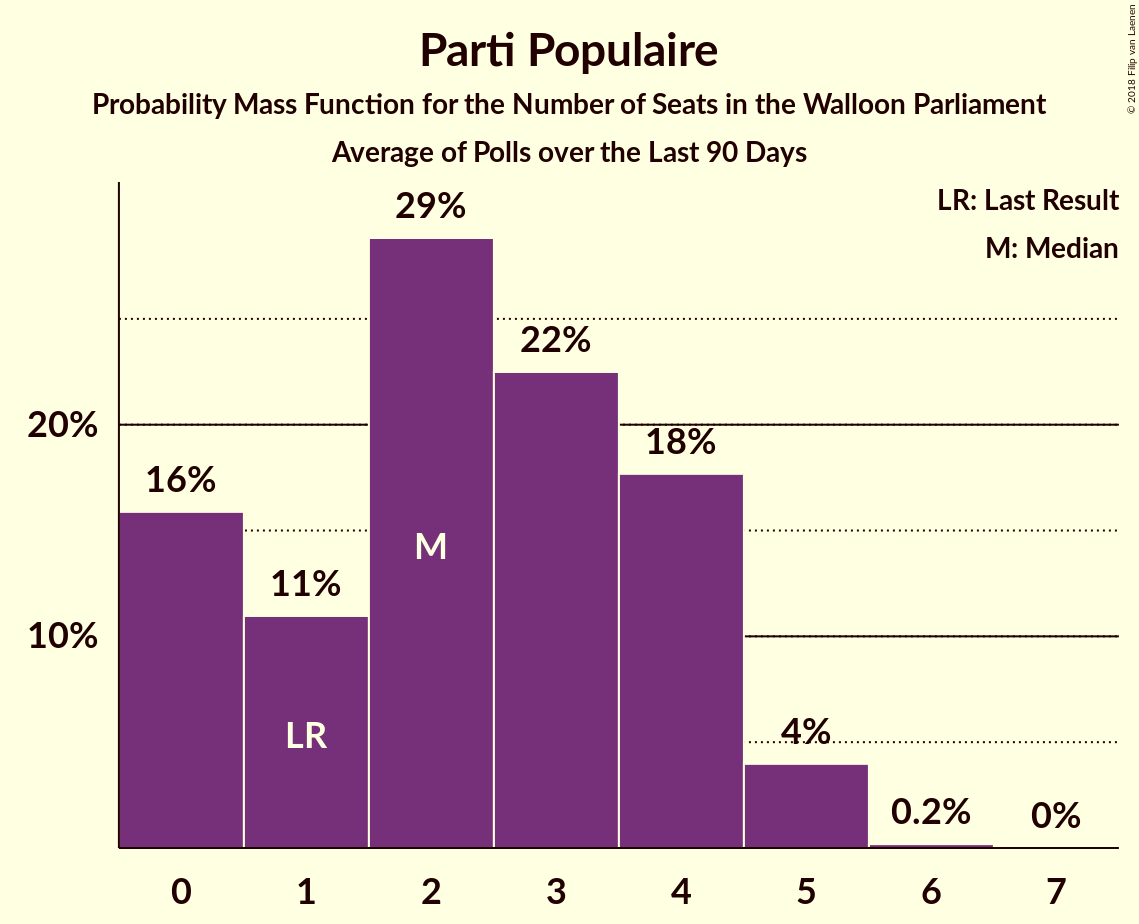 Parti Populaire
Probability Mass Function for the Number of Seats in the Walloon Parliament
Average of Polls over the Last 90 Days
© 2018 Filip van Laenen
LR: Last Result
M: Median
29%
22%
20%
18%
16%
M
11%
10%
LR
4%
0.2%
0%
0 1 2 3 4 5 6 7